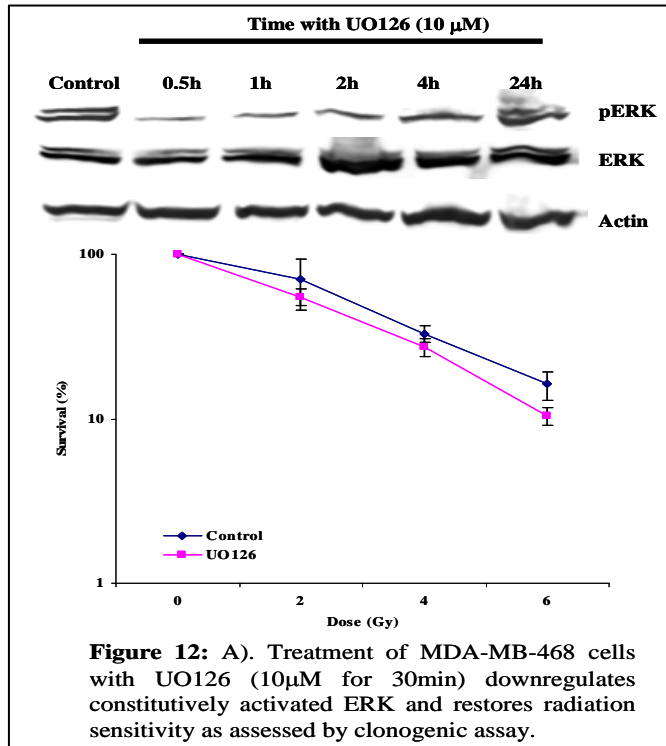 Time with UO126 (10 µM)
Control 0.5h 1h 2h 4h 24h
pERK
ERK
Actin
100
10
1
Survival (%)
Control
UO126
0 2 4 6
Dose (Gy)
Figure 12: A). Treatment of MDA-MB-468 cells
with UO126 (10µM for 30min) downregulates
constitutively activated ERK and restores radiation
sensitivity as assessed by clonogenic assay.